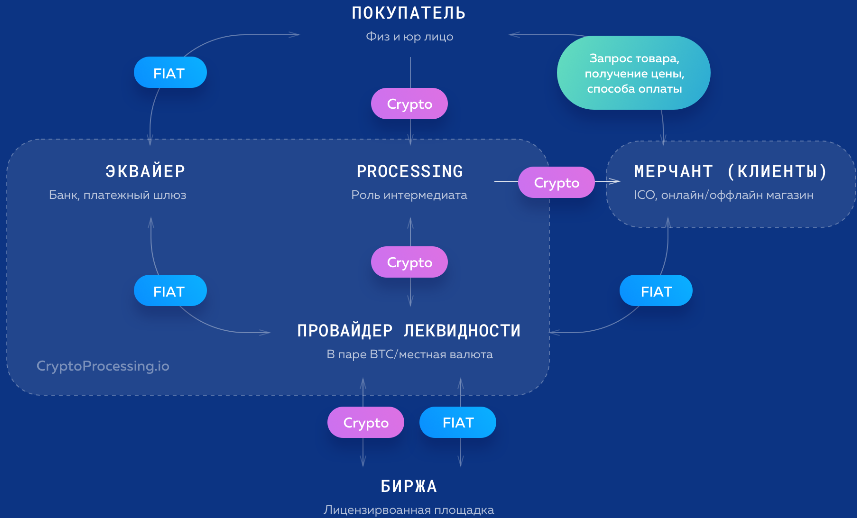 ПОКУПАТЕЛЬ
Физ и юр лицо
FIAT
Запрос товара,
получение цены,
способа оплаты
Crypto
ЭКВАЙЕР
Банк, платежный шлюз
PROCESSING
Роль интермедиата
Crypto
МЕРЧАНТ (КЛИЕНТЫ)
ICO, онлайн/оффлайн магазин
Crypto
FIAT
FIAT
ПРОВАЙДЕР ЛЕКВИДНОСТИ
В паре BTC/местная валюта
CryptoProcessing.io
Crypto
FIAT
БИРЖА
Лицензирвоанная площадка